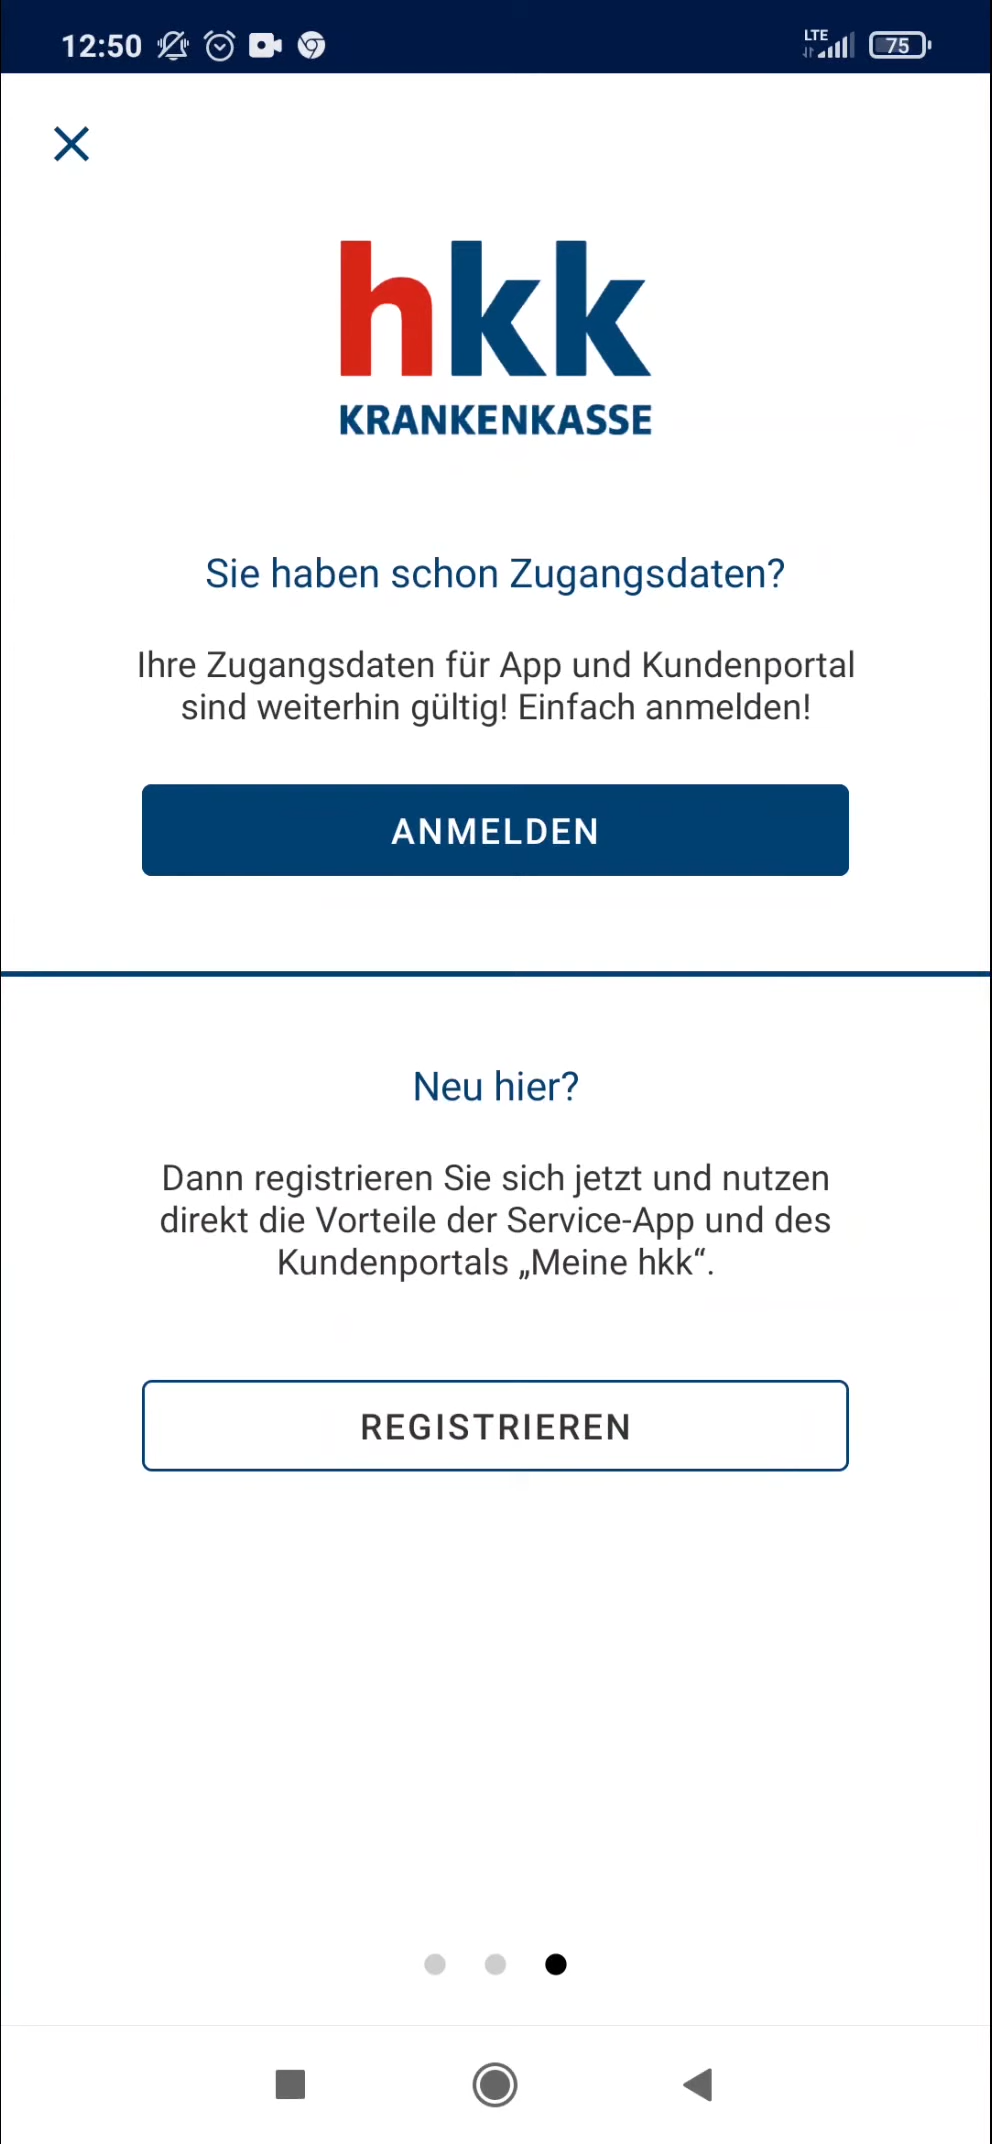 12:50
LTE
75
hkk
KRANKENKASSE
Sie haben schon Zugangsdaten?
Ihre Zugangsdaten für App und Kundenportal
sind weiterhin gültig! Einfach anmelden!
ANMELDEN
Neu hier?
Dann registrieren Sie sich jetzt und nutzen
direkt die Vorteile der Service-App und des
Kundenportals „Meine hkk“.
REGISTRIEREN